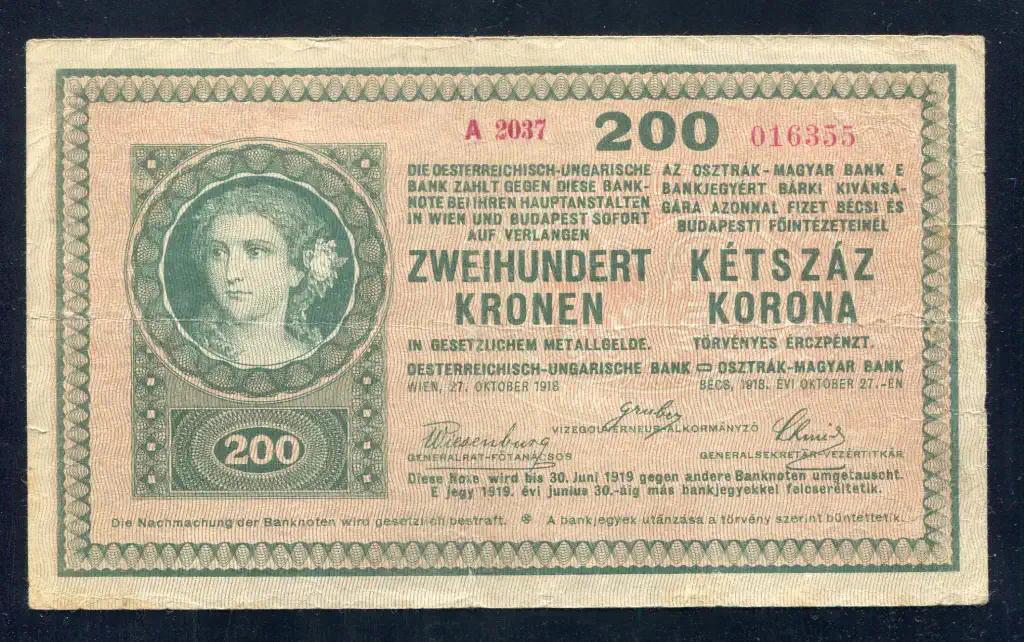 A 2037 200 016355
DIE OESTERREICHISCH-UNGARISCHE
BANK ZAHLT GEGEN DIESE BANK-
NOTE BEI IHREN HAUPTANSTALTEN
IN WIEN UND BUDAPEST SOFORT
AUF VERLANGEN
ZWEIHUNDERT
KRONEN
IN GESETZLICHEM METALLGELDE.
AZ OSZTRÁK-MAGYAR BANK E
BANKJEGYÉRT BÁRKI KIVÁNSÁ-
GÁRA AZONNAL FIZET BÉCSI ÉS
BUDAPESTI FŐINTÉZETEINÉL
KÉTSZÁZ
KORONA
TÖRVÉNYES ÉRCZPÉNZT.
OESTERREICHISCH-UNGARISCHE BANK = OSZTRÁK-MAGYAR BANK
WIEN, 27. OKTOBER 1918
BÉCS, 1918. ÉVI OKTOBER 27.-ÉN
Gruber
VIZEGOUVERNEUR-ALKORMÁNYZÓ
Wiesenburg
GENERALRAT-FŐTANÁCSOS
Schmid
GENERALSEKRETÄR-VEZÉRTITKÁR
200
Diese Note wird bis 30. Juni 1919 gegen andere Banknoten umgetauscht.
E jegy 1919. évi junius 30.-áig más bankjegyekkel felcseréltetik.
Die Nachmachung der Banknoten wird gesetzlich bestraft. ※ A bankjegyek utánzása a törvény szerint büntettetik.